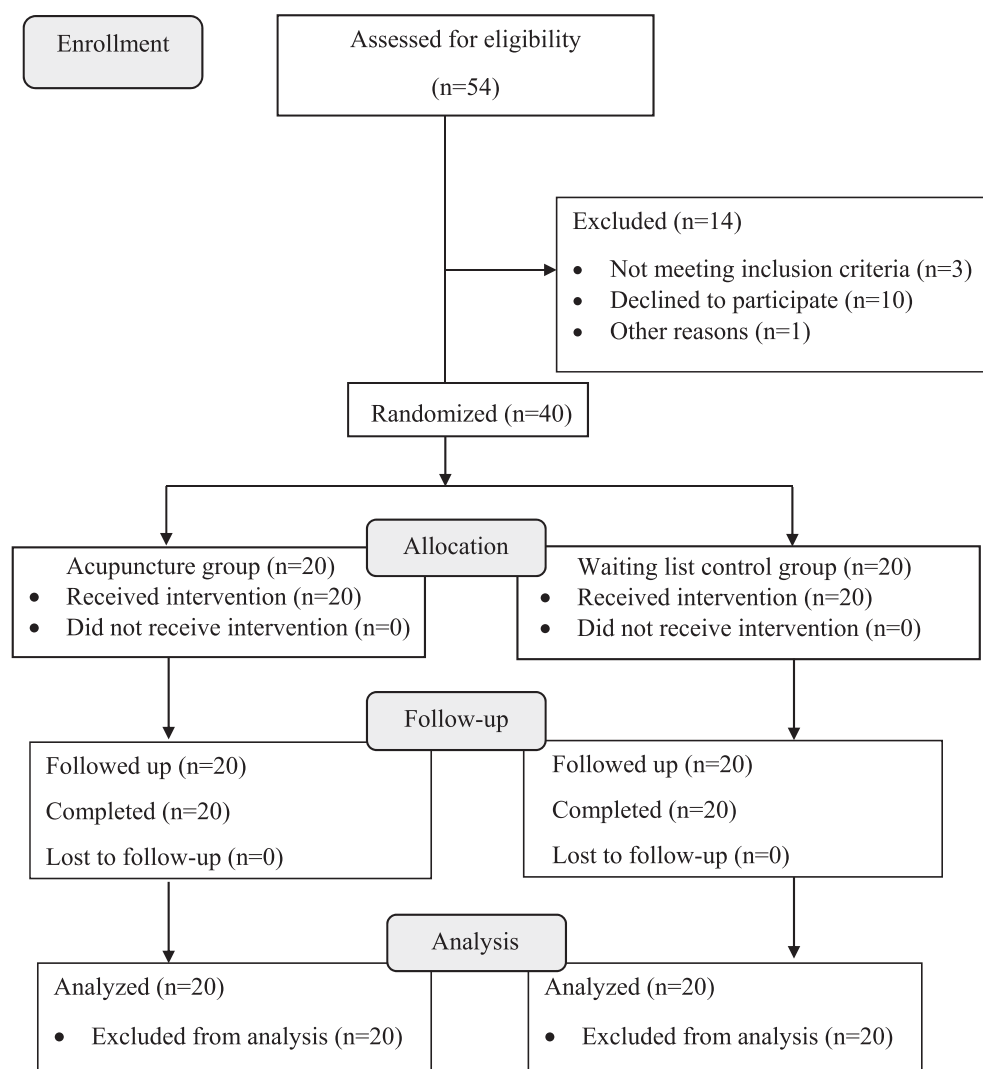 Enrollment
Assessed for eligibility
(n=54)
Excluded (n=14)
• Not meeting inclusion criteria (n=3)
• Declined to participate (n=10)
• Other reasons (n=1)
Randomized (n=40)
Allocation
Acupuncture group (n=20)
• Received intervention (n=20)
• Did not receive intervention (n=0)
Waiting list control group (n=20)
• Received intervention (n=20)
• Did not receive intervention (n=0)
Follow-up
Followed up (n=20)
Completed (n=20)
Lost to follow-up (n=0)
Followed up (n=20)
Completed (n=20)
Lost to follow-up (n=0)
Analysis
Analyzed (n=20)
• Excluded from analysis (n=20)
Analyzed (n=20)
• Excluded from analysis (n=20)